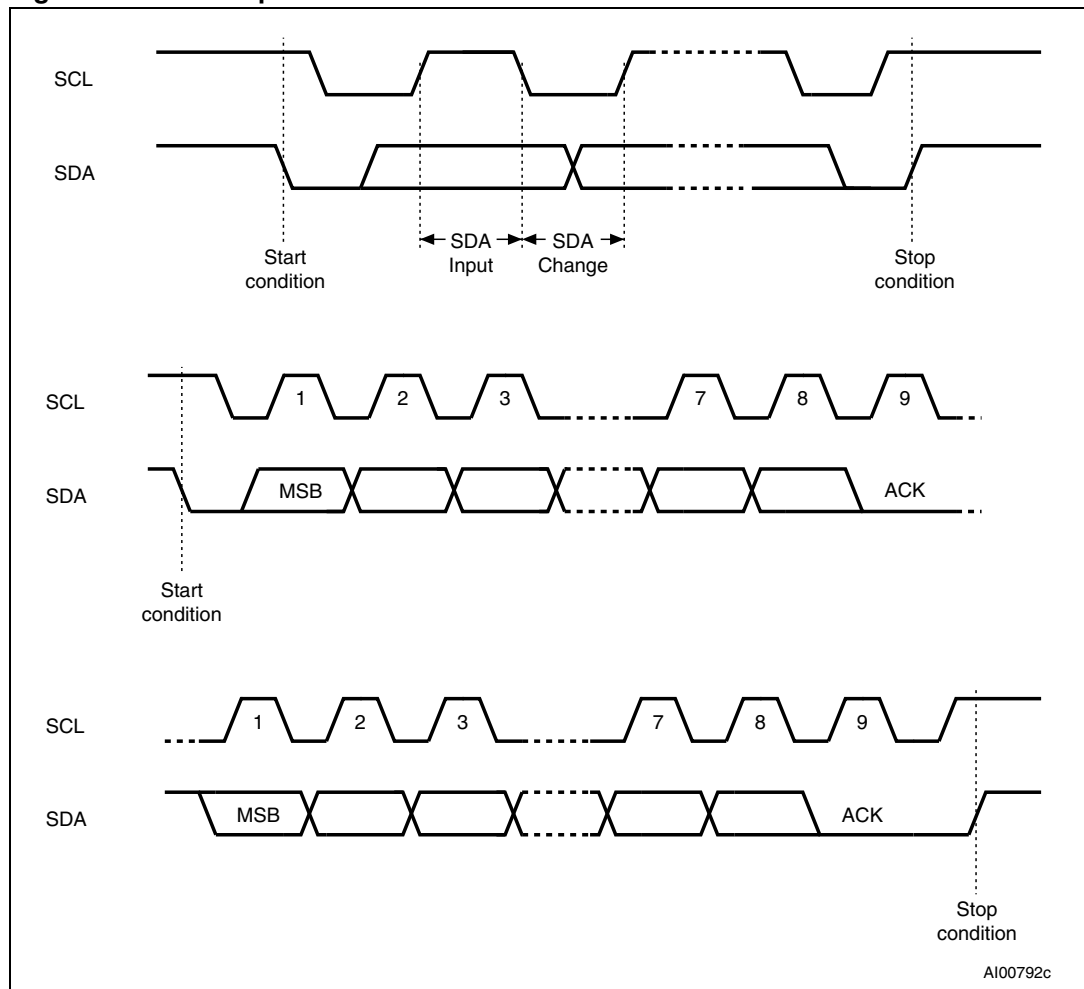 SCL
SDA
SDA SDA
Input Change
Start
condition
Stop
condition
SCL
1 2 3 7 8 9
SDA
MSB ACK
Start
condition
SCL
1 2 3 7 8 9
SDA
MSB ACK
Stop
condition
AI00792c